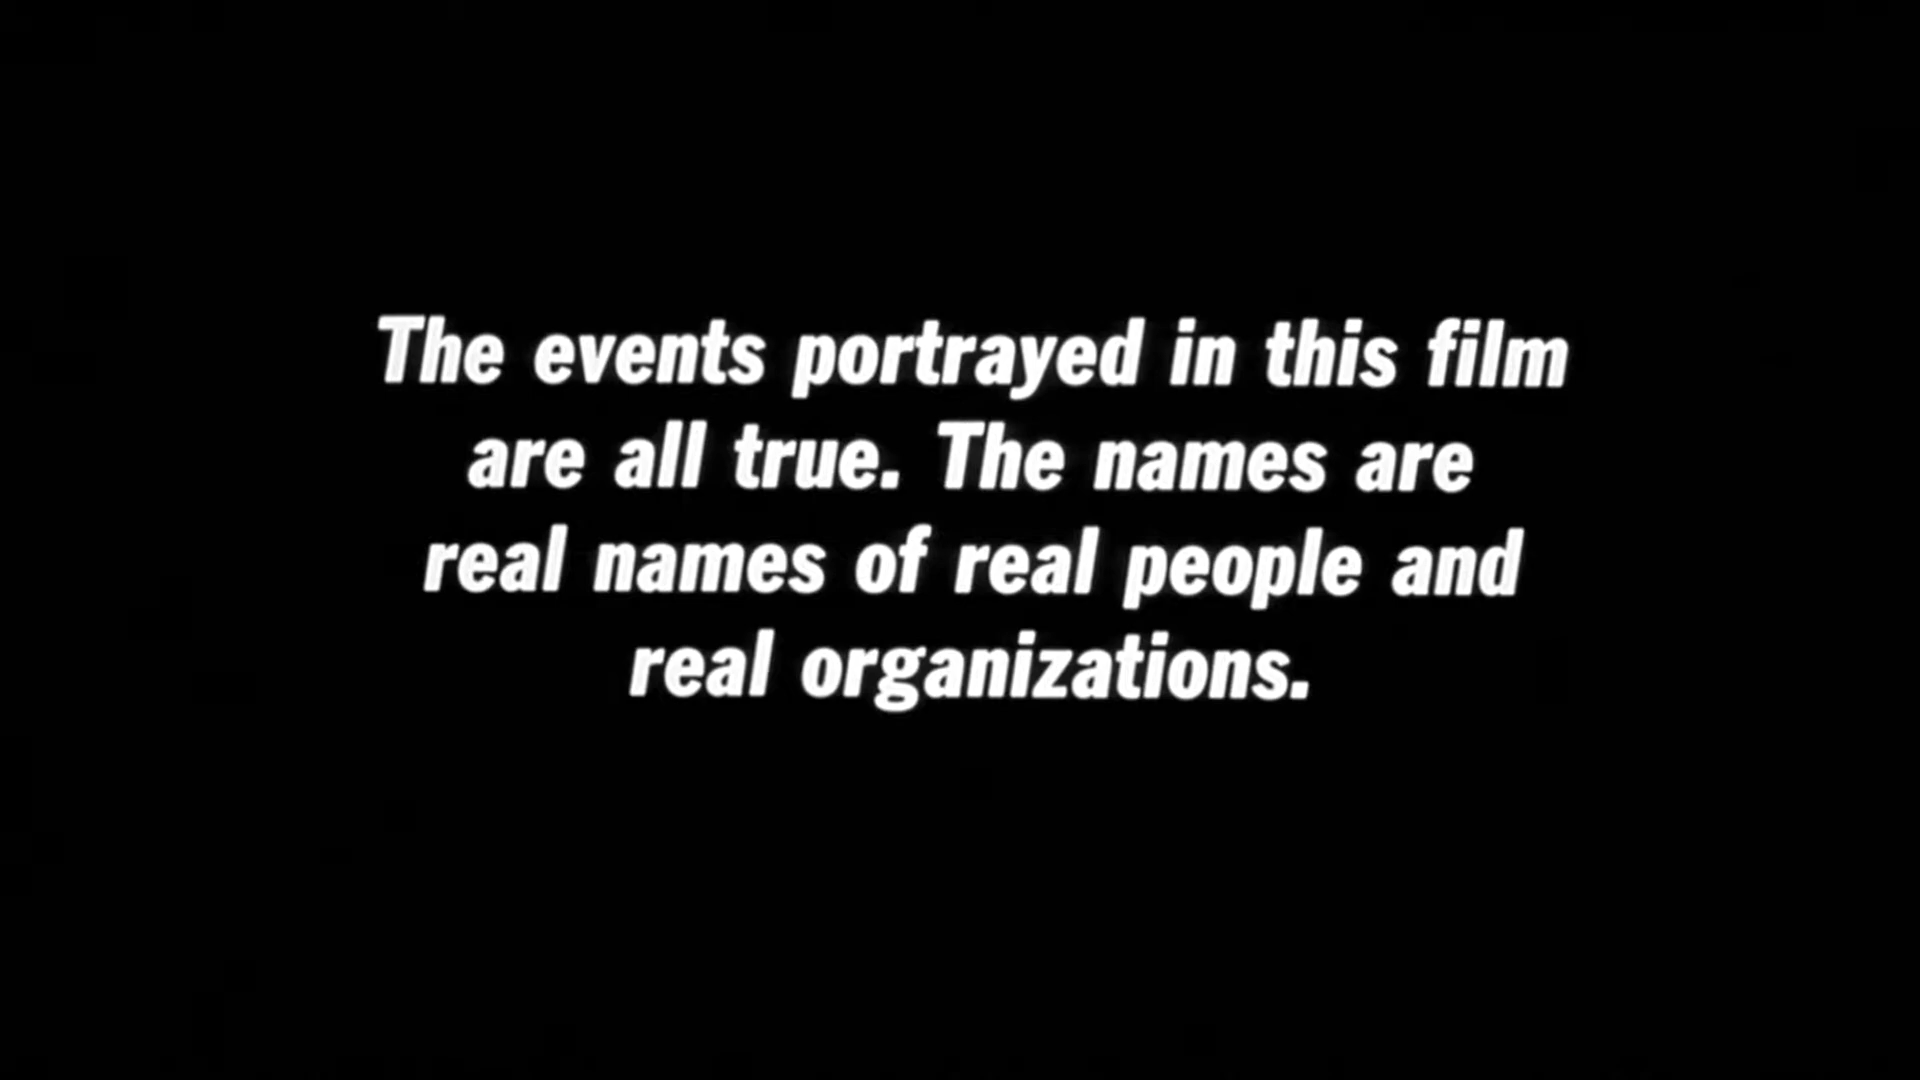 The events portrayed in this film
are all true. The names are
real names of real people and
real organizations.